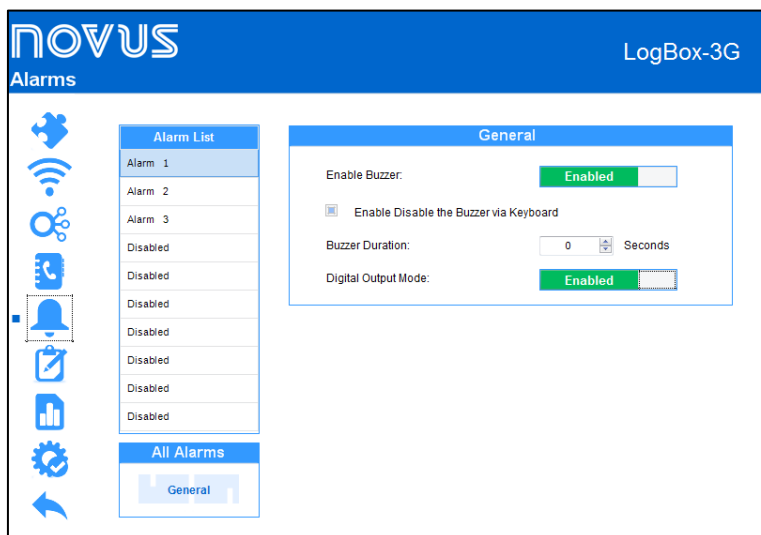 NOVUS
LogBox-3G
Alarms
Alarm List
Alarm 1
Alarm 2
Alarm 3
Disabled
Disabled
Disabled
Disabled
Disabled
Disabled
Disabled
All Alarms
General
General
Enable Buzzer: Enabled
Enable Disable the Buzzer via Keyboard
Buzzer Duration: 0 Seconds
Digital Output Mode: Enabled